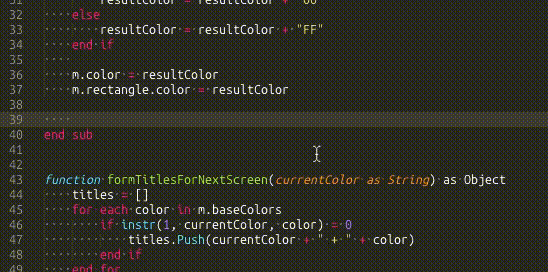 31 resultColor = resultColor + "00"
32 else
33 resultColor = resultColor + "FF"
34 end if
35
36 m.color = resultColor
37 m.rectangle.color = resultColor
38
39
40 end sub
41
42
43 function formTitlesForNextScreen(currentColor as String) as Object
44 titles = []
45 for each color in m.baseColors
46 if instr(1, currentColor, color) = 0
47 titles.Push(currentColor + " + " + color)
48 end if
49 end for